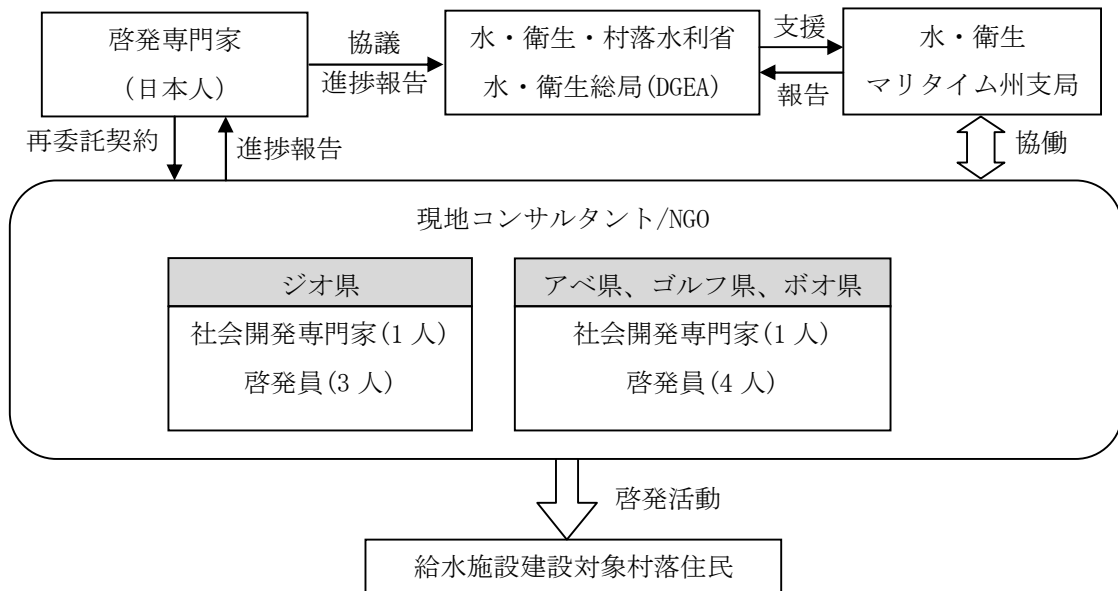 啓発専門家
(日本人)
協議
進捗報告
水・衛生・村落水利省
水・衛生総局(DGEA)
支援
報告
水・衛生
マリタイム州支局
再委託契約
進捗報告
協働
現地コンサルタント/NGO
ジオ県
社会開発専門家(1 人)
啓発員(3 人)
アベ県、ゴルフ県、ボオ県
社会開発専門家(1 人)
啓発員(4 人)
啓発活動
給水施設建設対象村落住民